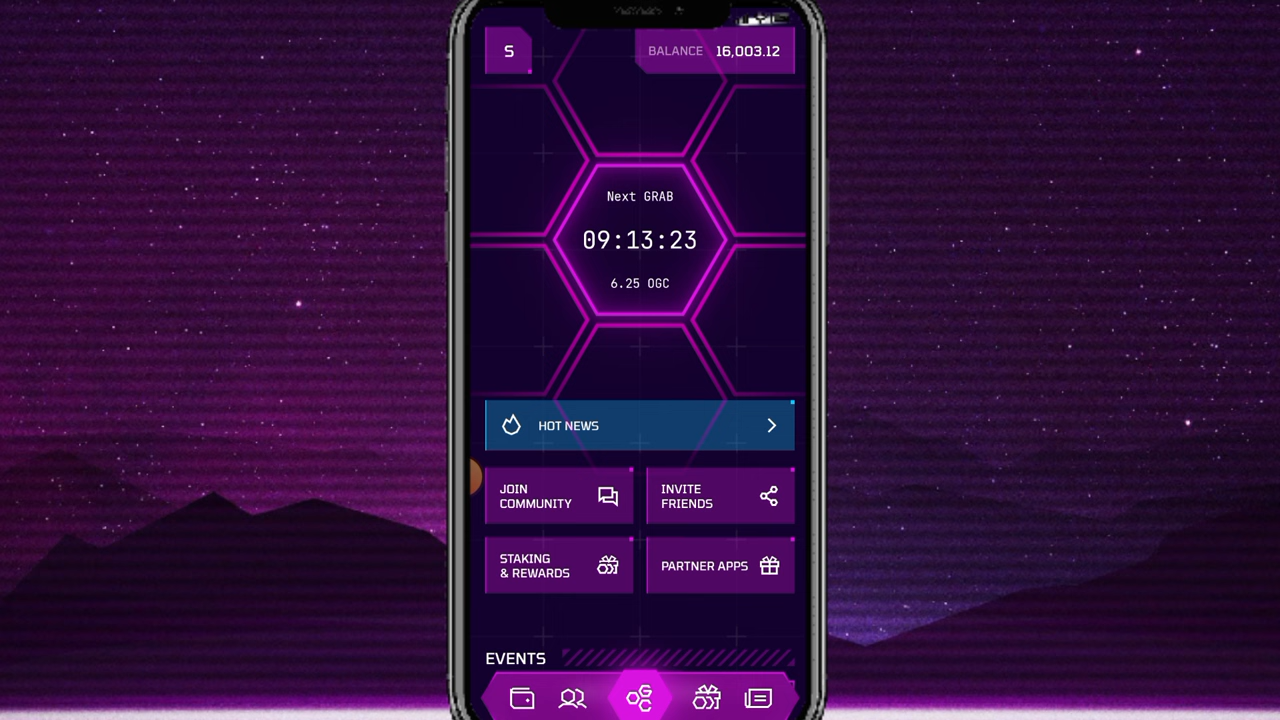 S
BALANCE 16,003.12
Next GRAB
09:13:23
6.25 OGC
HOT NEWS
JOIN
COMMUNITY
INVITE
FRIENDS
STAKING
& REWARDS
PARTNER APPS
EVENTS